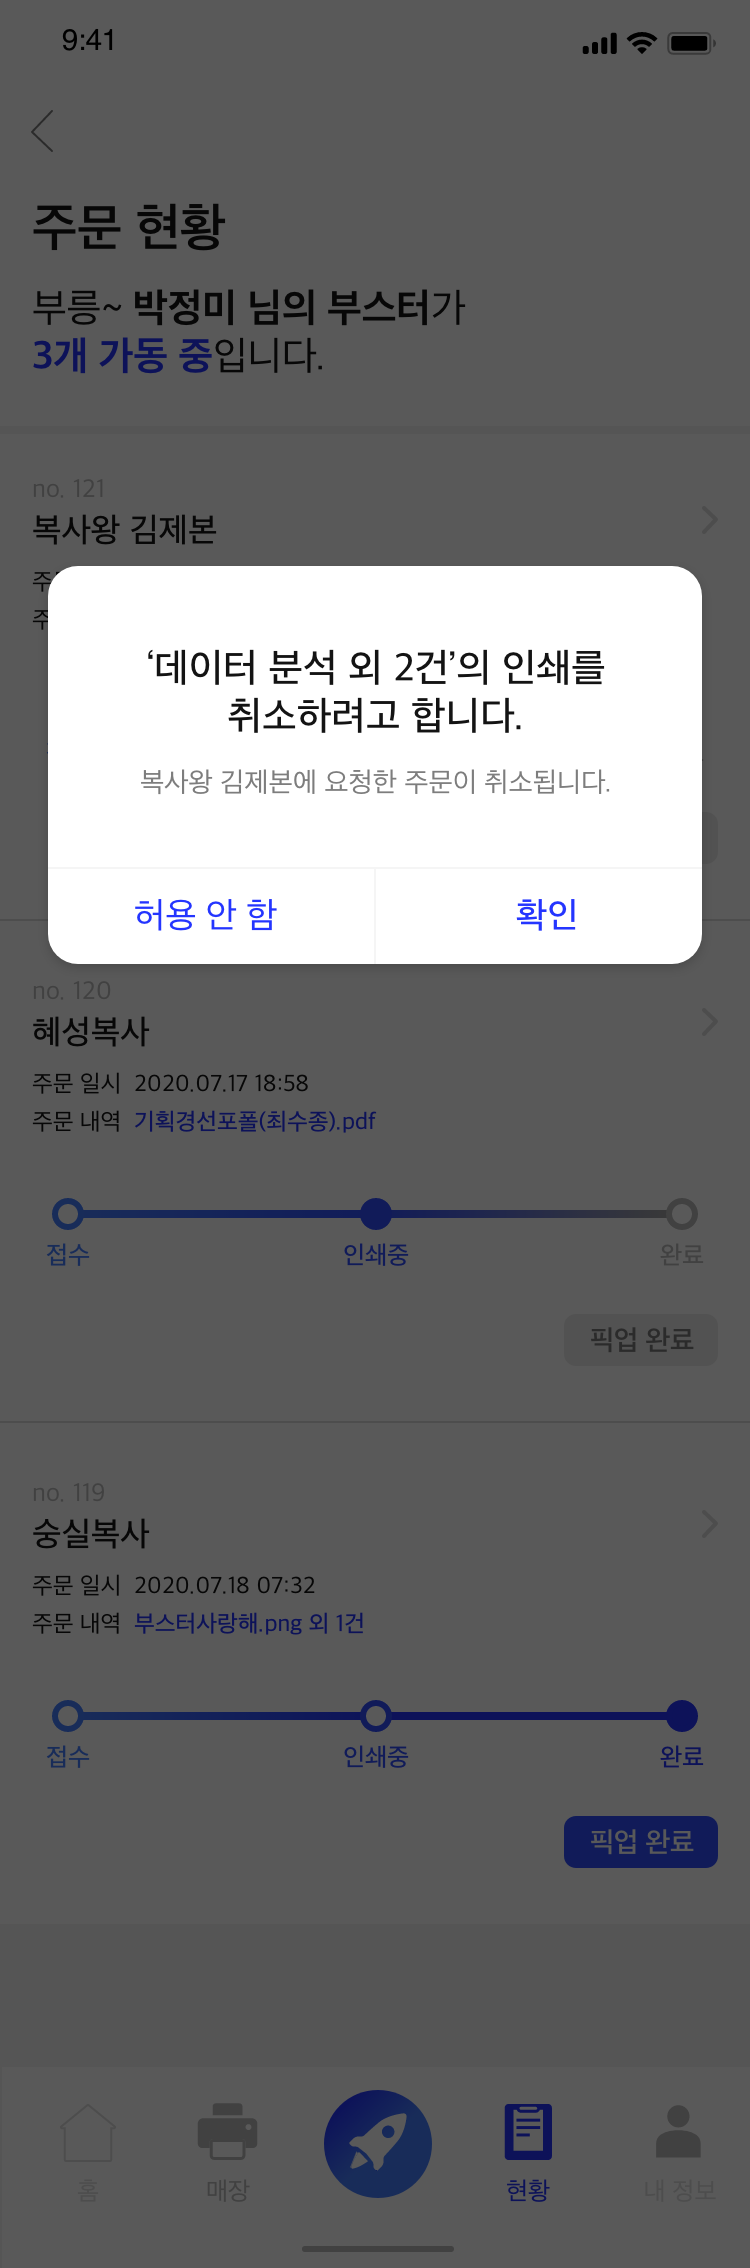 9:41
주문 현황
부릉~ 박정미 님의 부스터가
3개 가동 중입니다.
no. 121
복사왕 김제본
‘데이터 분석 외 2건’의 인쇄를
취소하려고 합니다.
복사왕 김제본에 요청한 주문이 취소됩니다.
허용 안 함
확인
no. 120
혜성복사
주문 일시 2020.07.17 18:58
주문 내역 기획경선포폴(최수종).pdf
접수 인쇄중 완료
픽업 완료
no. 119
숭실복사
주문 일시 2020.07.18 07:32
주문 내역 부스터사랑해.png 외 1건
접수 인쇄중 완료
픽업 완료
홈 매장 현황 내 정보